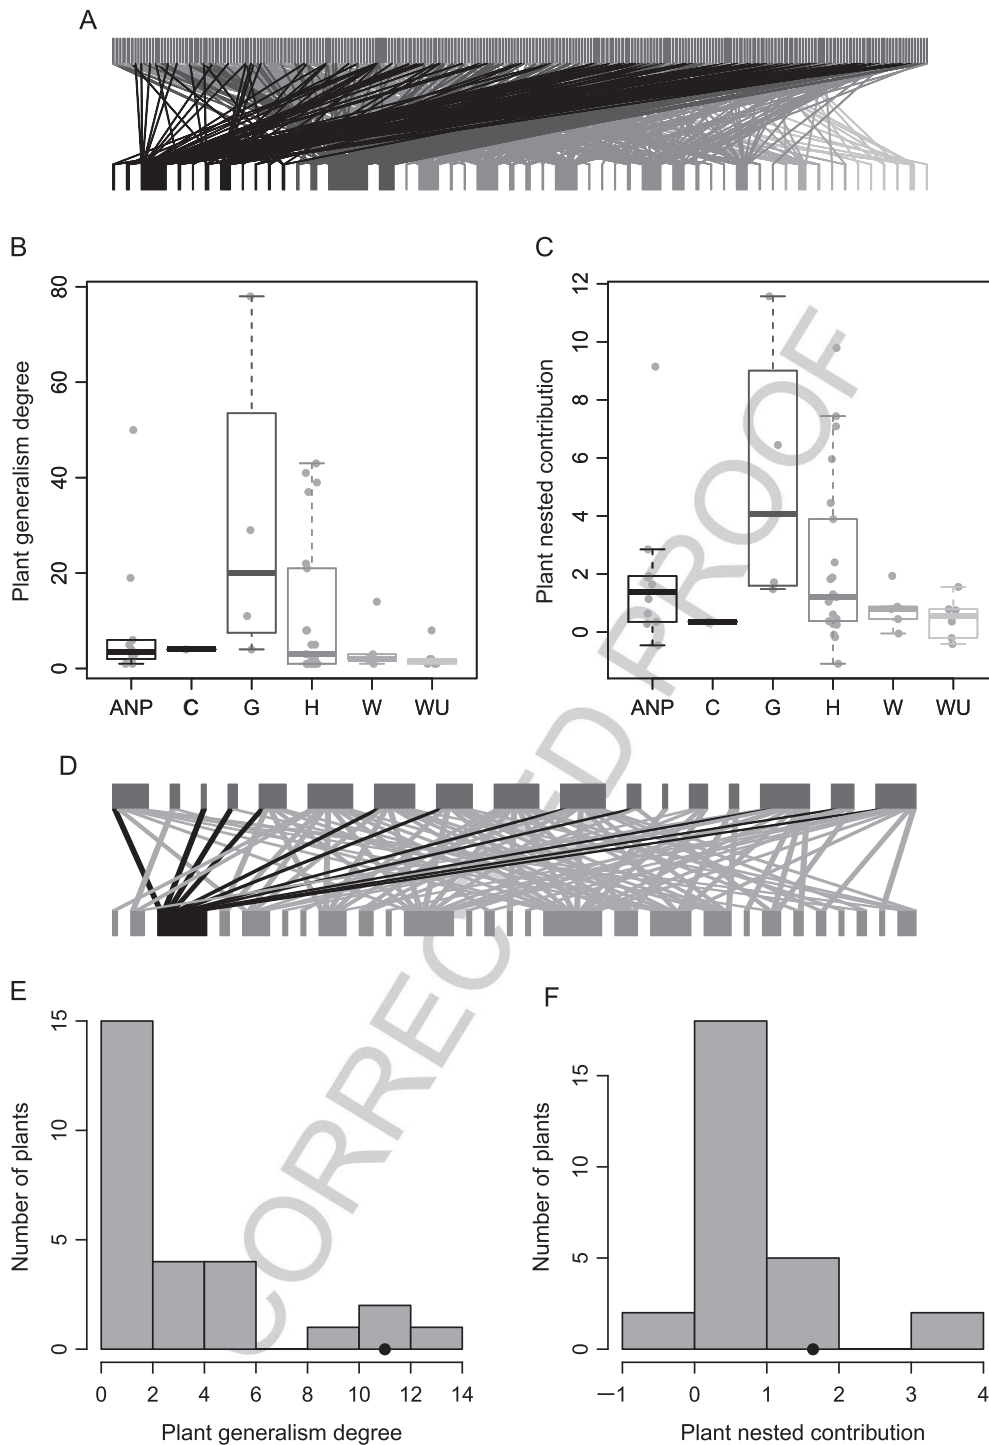 A
B
C
80
60
40
20
0
Plant generalism degree
ANP C G H W WU
12
10
8
6
4
2
0
Plant nested contribution
ANP C G H W WU
CORRECTED PROOF
D
E
F
15
10
5
0
Number of plants
0 2 4 6 8 10 12 14
Plant generalism degree
15
10
5
0
Number of plants
−1 0 1 2 3 4
Plant nested contribution